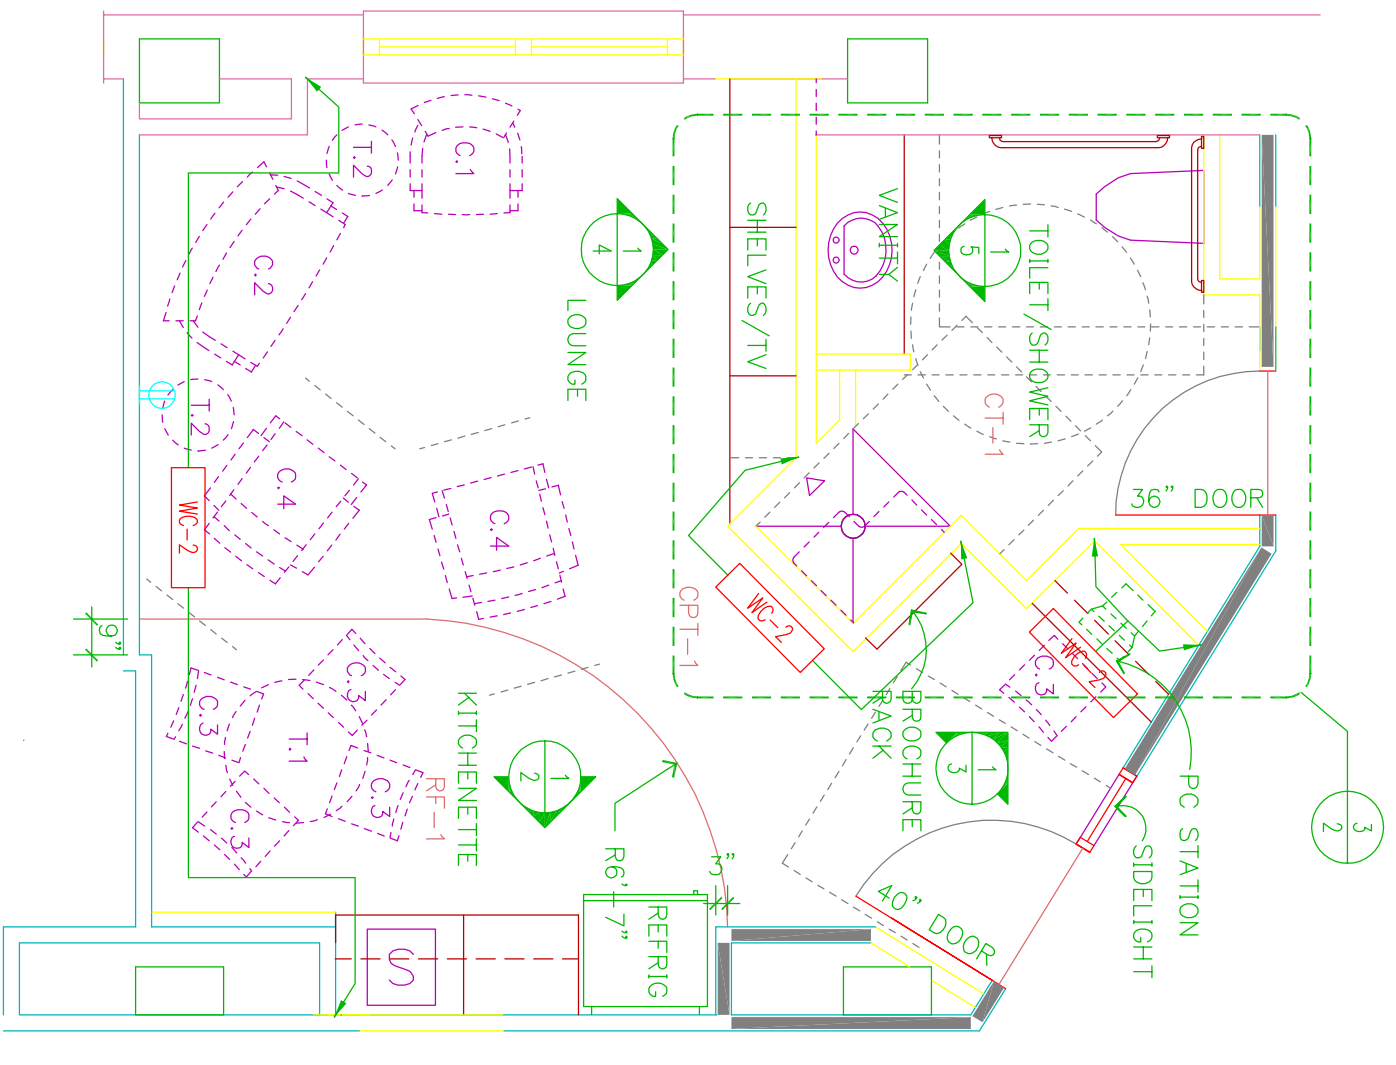 T.2
C.1
C.2
T.2
C.4
C.4
WC-2
9"
LOUNGE
1
4
SHELVES/TV
VANITY
1
5
TOILET/SHOWER
CT-1
36" DOOR
WC-2
CPT-1
WC-2
C.3
BROCHURE
RACK
1
3
PC STATION
SIDELIGHT
3
2
40" DOOR
C.3
C.3
T.1
C.3
C.3
RF-1
KITCHENETTE
1
2
R6'-7"
3"
REFRIG
S